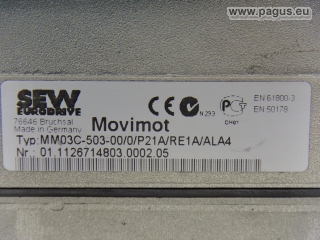 www.pagus.eu
SEW
EURODRIVE
76646 Bruchsal
Made in Germany
Movimot
CE
N 293
EN 61800-3
EN 50178
Typ: MM03C-503-00/0/P21A/RE1A/ALA4
Nr.: 01.1126714803.0002.05